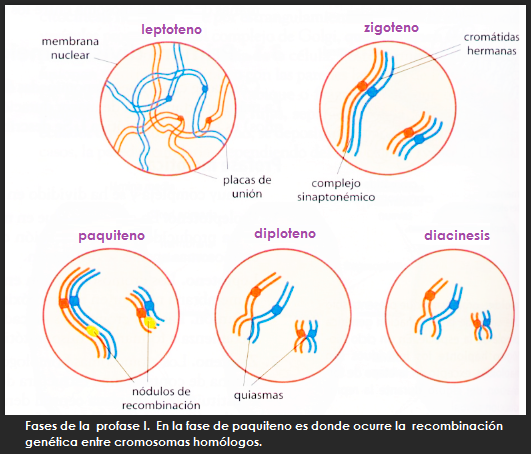 leptoteno
zigoteno
membrana
nuclear
cromátidas
hermanas
placas de
unión
complejo
sinaptonémico
paquiteno
diploteno
diacinesis
nódulos de
recombinación
quiasmas
Fases de la profase I. En la fase de paquiteno es donde ocurre la recombinación
genética entre cromosomas homólogos.